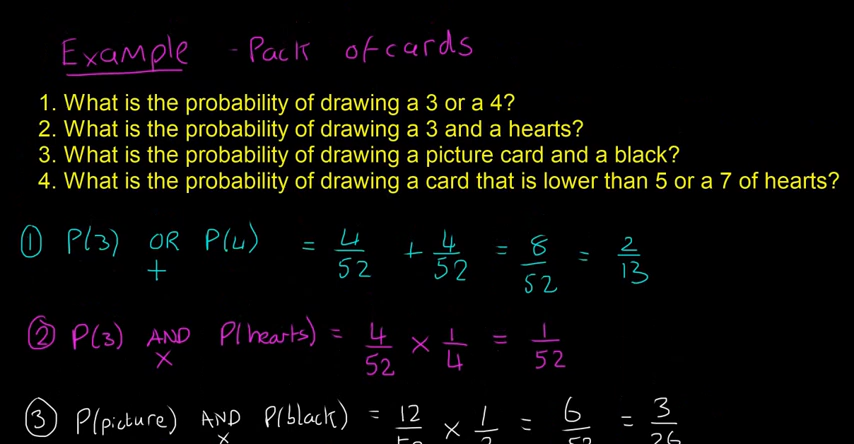 Example - Pack of cards
1. What is the probability of drawing a 3 or a 4?
2. What is the probability of drawing a 3 and a hearts?
3. What is the probability of drawing a picture card and a black?
4. What is the probability of drawing a card that is lower than 5 or a 7 of hearts?
① P(3) OR P(4) = 4/52 + 4/52 = 8/52 = 2/13
+
② P(3) AND P(hearts) = 4/52 × 1/4 = 1/52
×
③ P(picture) AND P(black) = 12/52 × 1/2 = 6/52 = 3/26
×